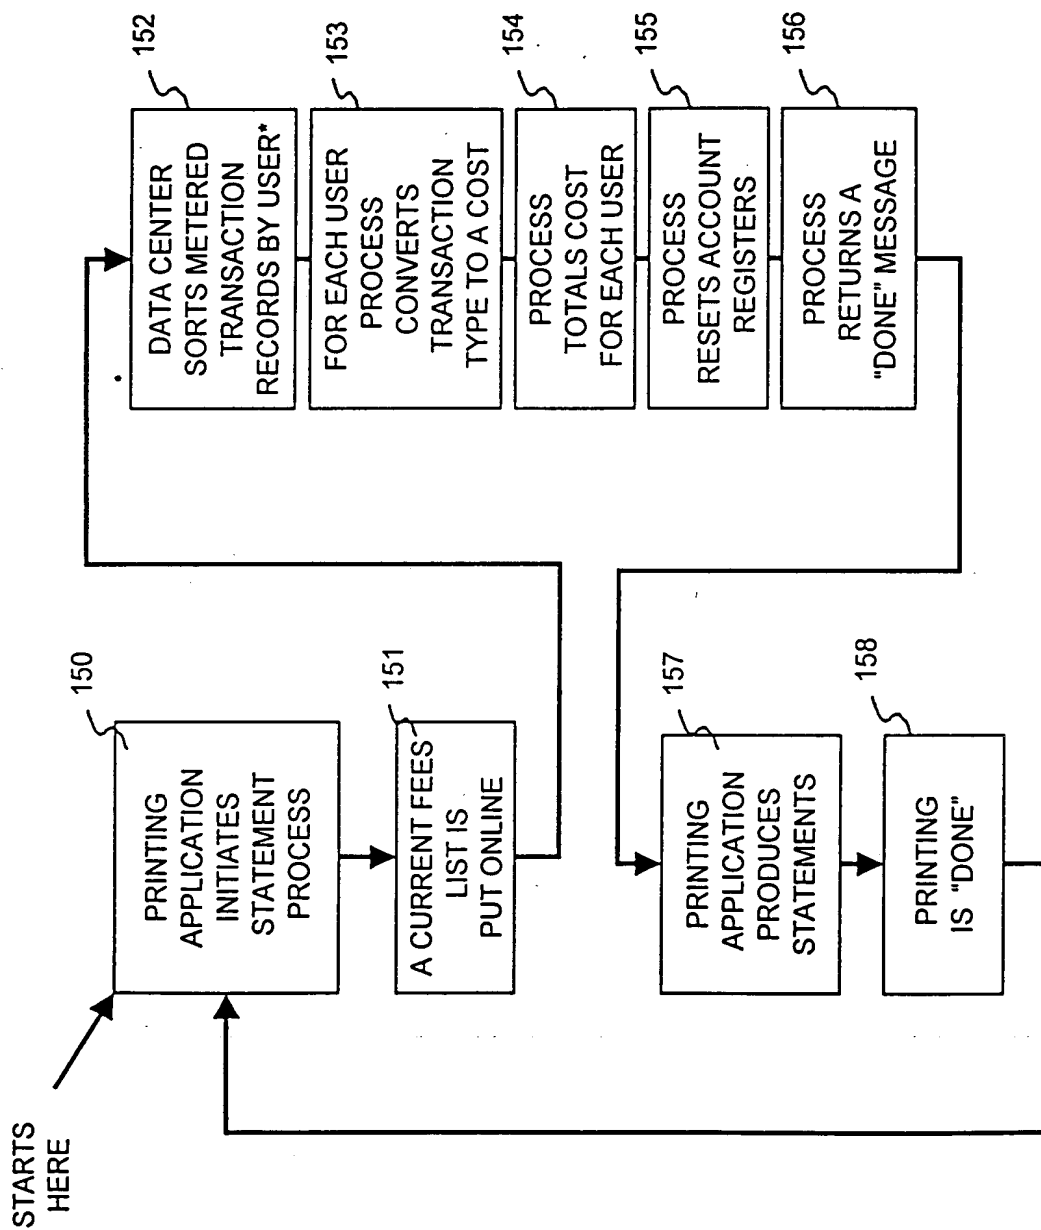 STARTS
HERE
150
PRINTING
APPLICATION
INITIATES
STATEMENT
PROCESS
151
A CURRENT FEES
LIST IS
PUT ONLINE
152
DATA CENTER
SORTS METERED
TRANSACTION
RECORDS BY USER*
153
FOR EACH USER
PROCESS
CONVERTS
TRANSACTION
TYPE TO A COST
154
PROCESS
TOTALS COST
FOR EACH USER
155
PROCESS
RESETS ACCOUNT
REGISTERS
156
PROCESS
RETURNS A
"DONE" MESSAGE
157
PRINTING
APPLICATION
PRODUCES
STATEMENTS
158
PRINTING
IS "DONE"